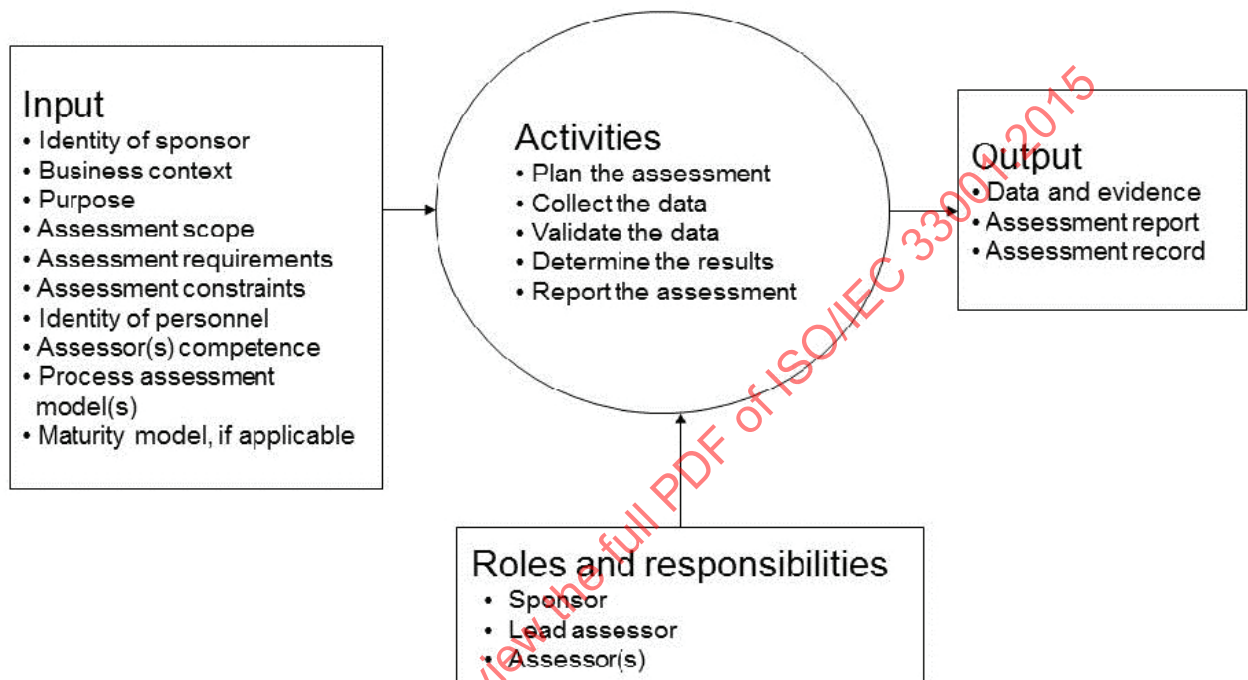 Input
• Identity of sponsor
• Business context
• Purpose
• Assessment scope
• Assessment requirements
• Assessment constraints
• Identity of personnel
• Assessor(s) competence
• Process assessment
model(s)
• Maturity model, if applicable
Activities
• Plan the assessment
• Collect the data
• Validate the data
• Determine the results
• Report the assessment
Output
• Data and evidence
• Assessment report
• Assessment record
Roles and responsibilities
• Sponsor
• Lead assessor
• Assessor(s)
view the full PDF of ISO/IEC 33001:2015